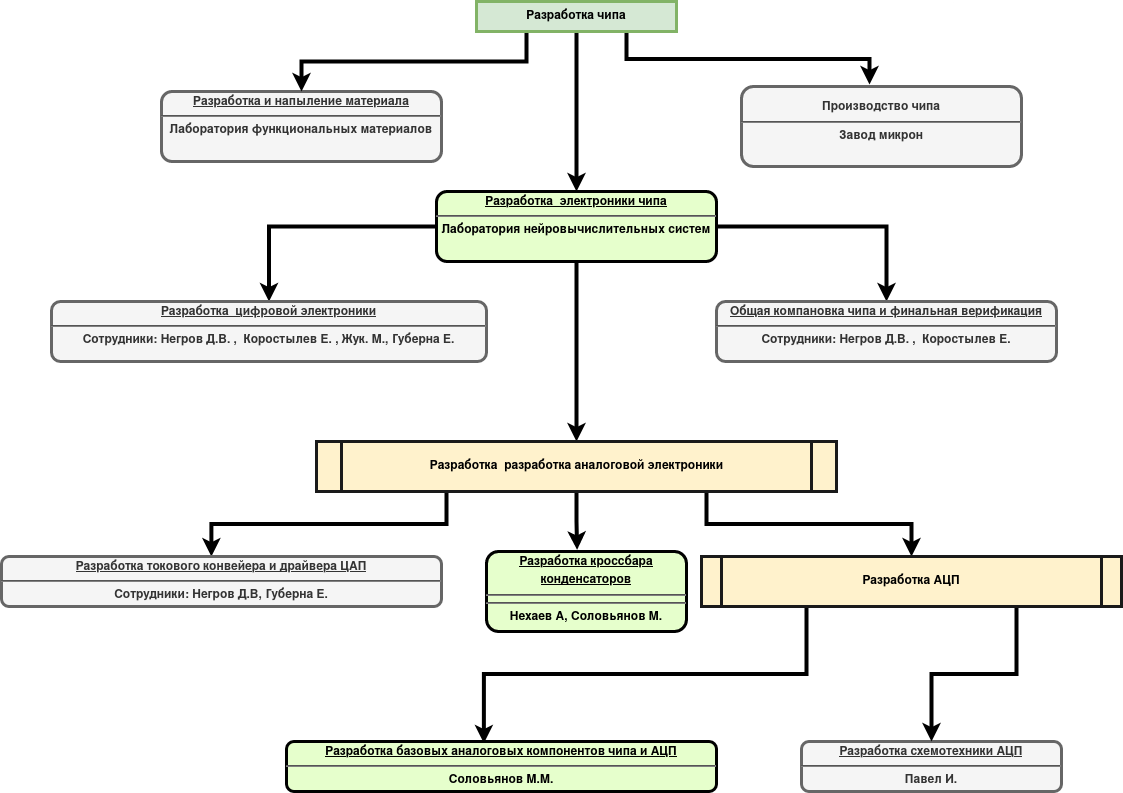 Разработка чипа
Разработка и напыление материала
Лаборатория функциональных материалов
Производство чипа
Завод микрон
Разработка  электроники чипа
Лаборатория нейровычислительных систем
Разработка  цифровой электроники
Сотрудники: Негров Д.В. ,  Коростылев Е. , Жук. М., Губерна Е.
Общая компановка чипа и финальная верификация
Сотрудники: Негров Д.В. ,  Коростылев Е.
Разработка  разработка аналоговой электроники
Разработка токового конвейера и драйвера ЦАП
Сотрудники: Негров Д.В, Губерна Е.
Разработка кроссбара
конденсаторов
Нехаев А, Соловьянов М.
Разработка АЦП
Разработка базовых аналоговых компонентов чипа и АЦП
Соловьянов М.М.
Разработка схемотехники АЦП
Павел И.